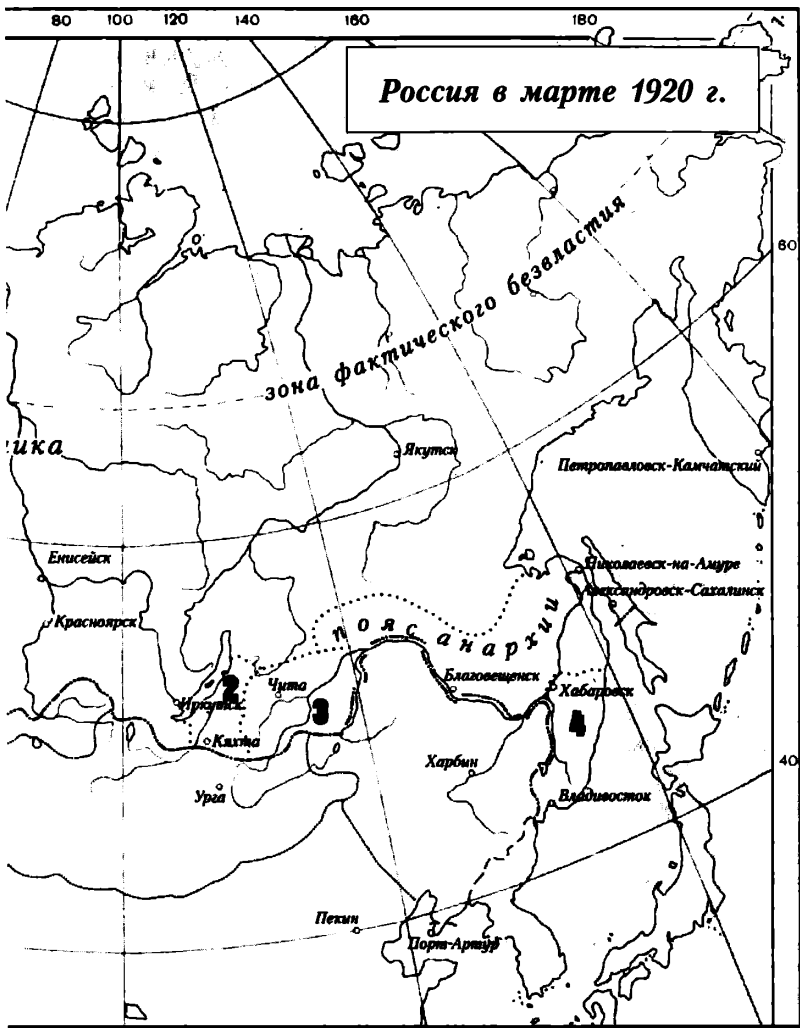 80 100 120 140 160 180
Россия в марте 1920 г.
60
зона фактического безвластия
ика
Якутск
Петропавловск-Камчатский
Енисейск
Николаевск-на-Амуре
Александровск-Сахалинск
Красноярск
пояс анархии
Благовещенск
2
Чита
Хабаровск
Иркутск
3
4
Кяхта
Харбин
40
Урга
Владивосток
Пекин
Порт-Артур